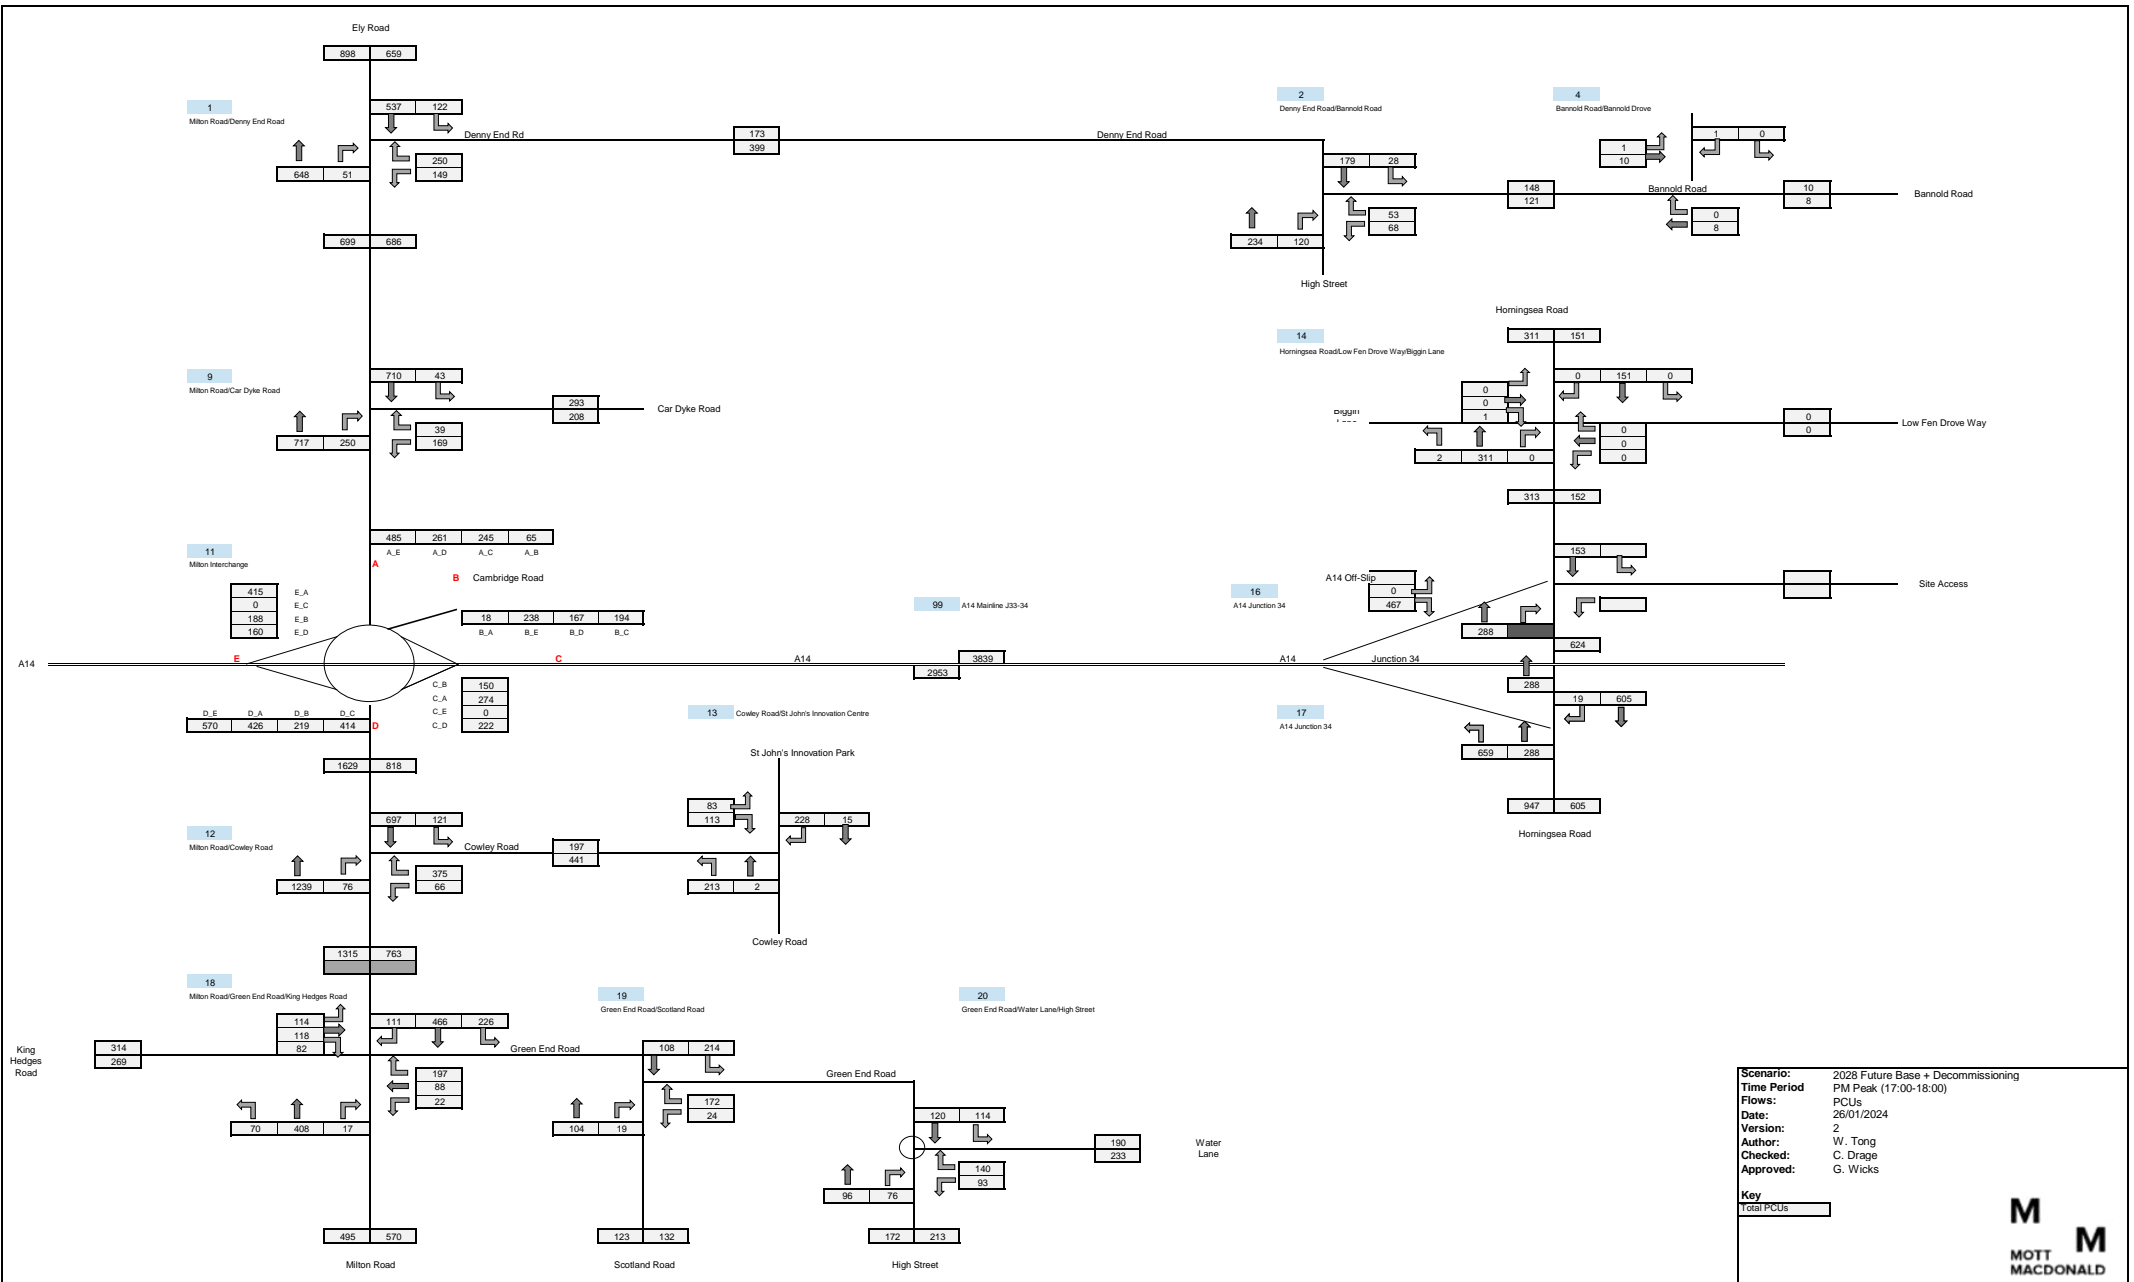 Ely Road
898 659
1
Milton Road/Denny End Road
537 122
Denny End Rd
173
399
Denny End Road
250
149
648 51
699 686
2
Denny End Road/Bannold Road
179 28
53
68
234 120
High Street
148
121
4
Bannold Road/Bannold Drove
1 0
1
10
Bannold Road
10
8
Bannold Road
0
8
9
Milton Road/Car Dyke Road
710 43
293
208
Car Dyke Road
39
169
717 250
Horningsea Road
311 151
14
Horningsea Road/Low Fen Drove Way/Biggin Lane
0 151 0
0
0
1
Biggin
0
0
Low Fen Drove Way
0
0
0
2 311 0
313 152
11
Milton Interchange
485 261 245 65
A_E A_D A_C A_B
A
B Cambridge Road
415 E_A
0 E_C
188 E_B
160 E_D
18 238 167 194
B_A B_E B_D B_C
A14
E
C
A14
99 A14 Mainline J33-34
3839
2953
C_B 150
C_A 274
C_E 0
C_D 222
D_E D_A D_B D_C
570 426 219 414
D
1629 818
16
A14 Junction 34
153
A14 Off-Slip
0
467
Site Access
288
624
A14 Junction 34
288
19 605
17
A14 Junction 34
659 288
947 605
Horningsea Road
13 Cowley Road/St John's Innovation Centre
St John's Innovation Park
83
113
228 15
213 2
Cowley Road
12
Milton Road/Cowley Road
697 121
Cowley Road
197
441
375
66
1239 76
1315 763
18
Milton Road/Green End Road/King Hedges Road
114
118
82
111 466 226
King
Hedges
Road
314
269
Green End Road
197
88
22
70 408 17
495 570
Milton Road
19
Green End Road/Scotland Road
108 214
Green End Road
172
24
104 19
123 132
Scotland Road
20
Green End Road/Water Lane/High Street
120 114
190
233
Water
Lane
140
93
96 76
172 213
High Street
Scenario: 2028 Future Base + Decommissioning
Time Period PM Peak (17:00-18:00)
Flows: PCUs
Date: 26/01/2024
Version: 2
Author: W. Tong
Checked: C. Drage
Approved: G. Wicks
Key
Total PCUs
M
M
MOTT
MACDONALD